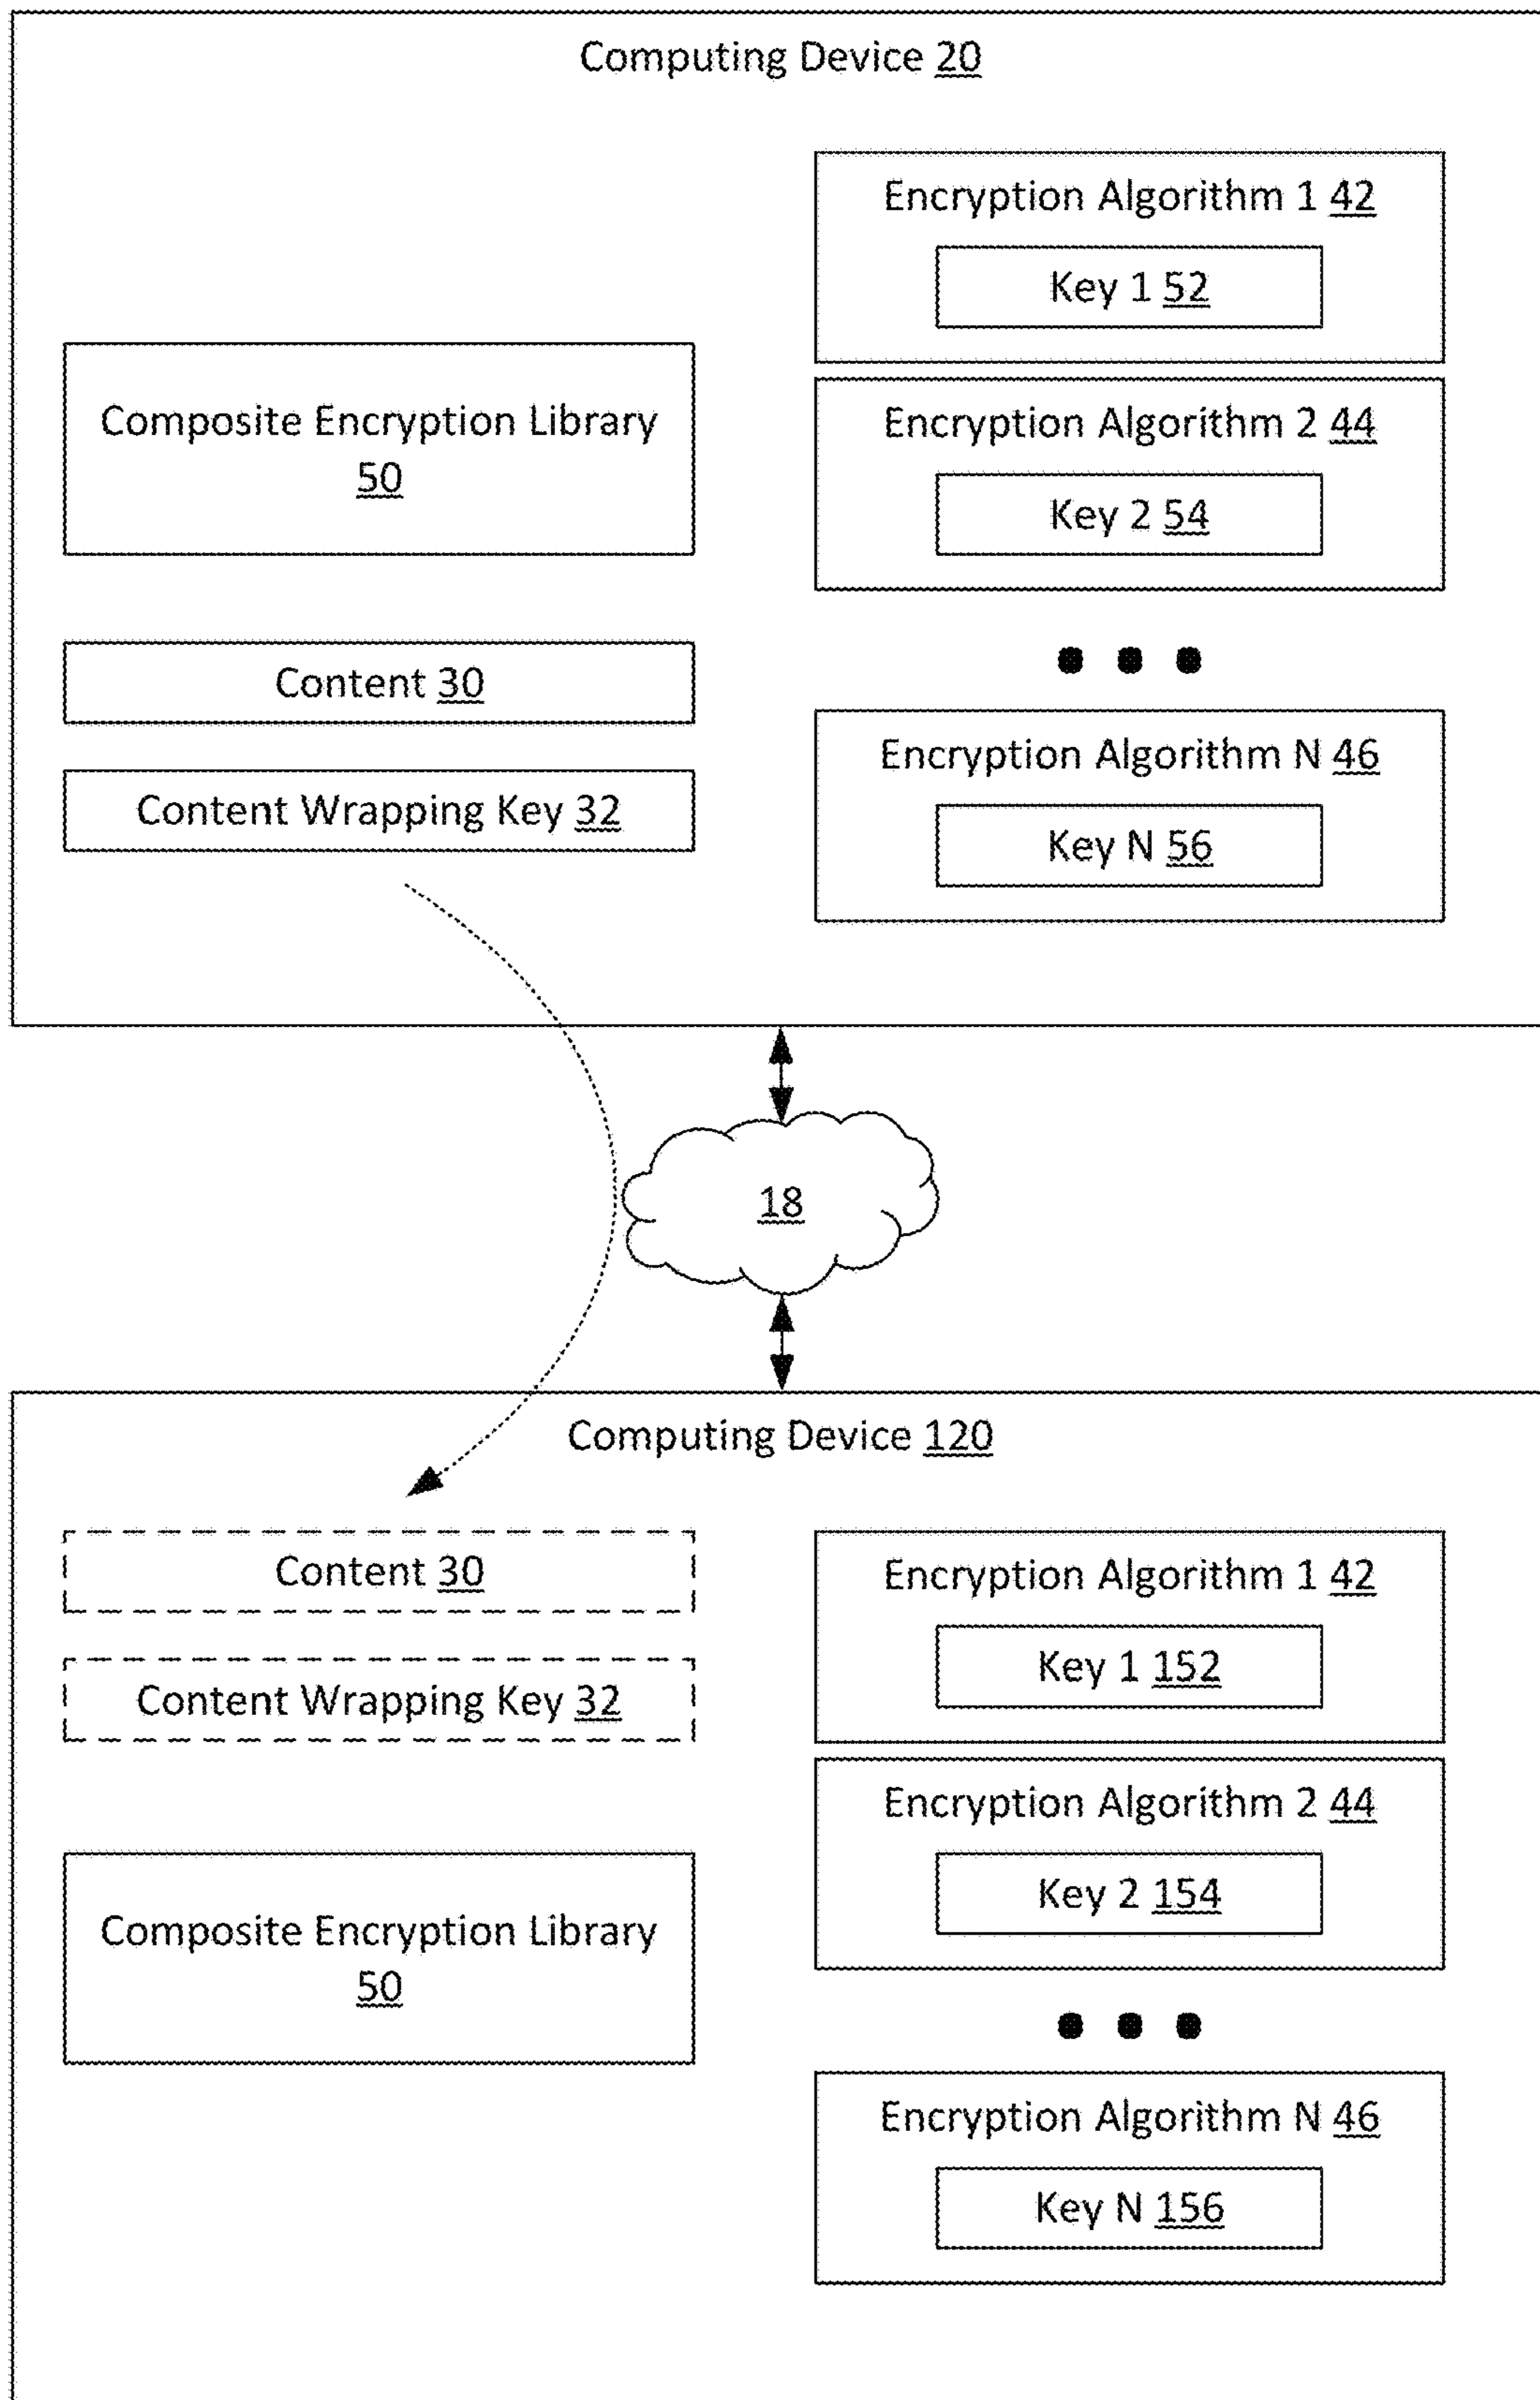 Computing Device 20
Encryption Algorithm 1 42
Key 1 52
Encryption Algorithm 2 44
Key 2 54
Encryption Algorithm N 46
Key N 56
Composite Encryption Library
50
Content 30
Content Wrapping Key 32
18
Computing Device 120
Content 30
Content Wrapping Key 32
Composite Encryption Library
50
Encryption Algorithm 1 42
Key 1 152
Encryption Algorithm 2 44
Key 2 154
Encryption Algorithm N 46
Key N 156